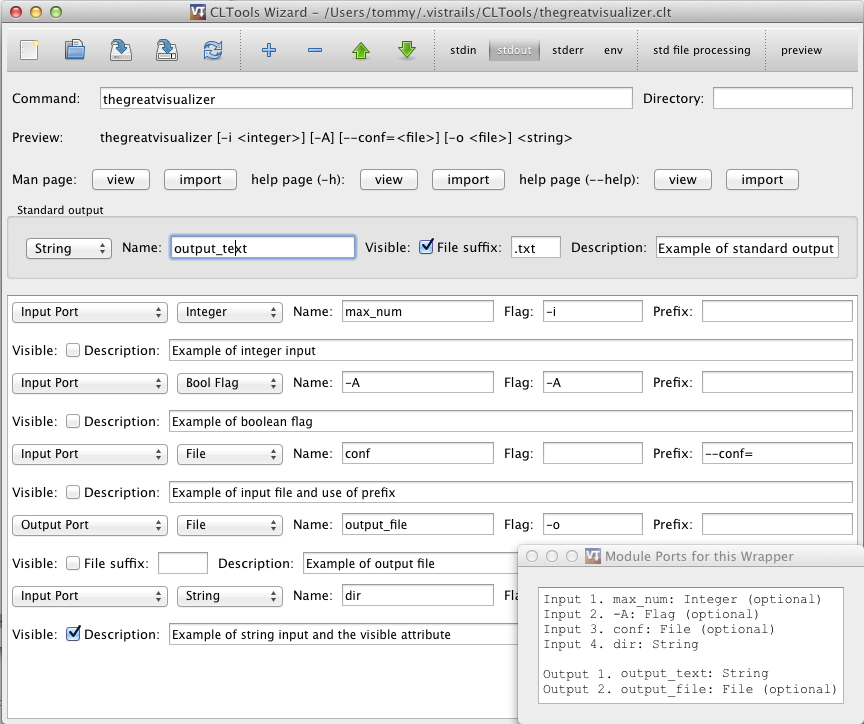 CLTools Wizard – /Users/tommy/.vistrails/CLTools/thegreatvisualizer.clt
stdin stdout stderr env std file processing preview
Command: thegreatvisualizer Directory:
Preview: thegreatvisualizer [-i <integer>] [-A] [--conf=<file>] [-o <file>] <string>
Man page: view import help page (-h): view import help page (--help): view import
Standard output
String Name: output_text Visible: File suffix: .txt Description: Example of standard output
Input Port Integer Name: max_num Flag: -i Prefix:
Visible: Description: Example of integer input
Input Port Bool Flag Name: -A Flag: -A Prefix:
Visible: Description: Example of boolean flag
Input Port File Name: conf Flag: Prefix: --conf=
Visible: Description: Example of input file and use of prefix
Output Port File Name: output_file Flag: -o Prefix:
Visible: File suffix: Description: Example of output file
Input Port String Name: dir
Visible: Description: Example of string input and the visible attribute
VT Module Ports for this Wrapper
Input 1. max_num: Integer (optional)
Input 2. -A: Flag (optional)
Input 3. conf: File (optional)
Input 4. dir: String
Output 1. output_text: String
Output 2. output_file: File (optional)